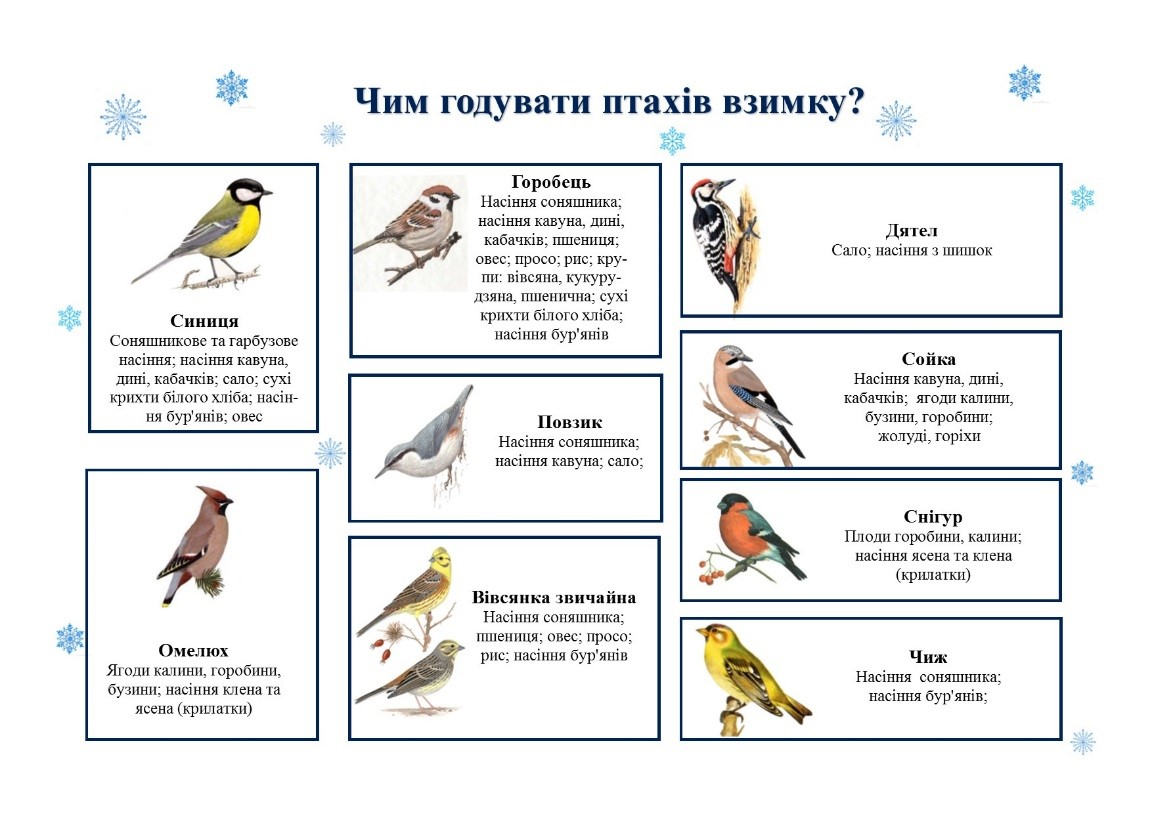 Чим годувати птахів взимку?
Синиця
Соняшникове та гарбузове
насіння; насіння кавуна,
дині, кабачків; сало; сухі
крихти білого хліба; насін-
ня бур'янів; овес
Омелюх
Ягоди калини, горобини,
бузини; насіння клена та
ясена (крилатки)
Горобець
Насіння соняшника;
насіння кавуна, дині,
кабачків; пшениця;
овес; просо; рис; кру-
пи: вівсяна, кукуру-
дзяна, пшенична; сухі
крихти білого хліба;
насіння бур'янів
Повзик
Насіння соняшника;
насіння кавуна; сало;
Вівсянка звичайна
Насіння соняшника;
пшениця; овес; просо;
рис; насіння бур'янів
Дятел
Сало; насіння з шишок
Сойка
Насіння кавуна, дині,
кабачків; ягоди калини,
бузини, горобини;
жолуді, горіхи
Снігур
Плоди горобини, калини;
насіння ясена та клена
(крилатки)
Чиж
Насіння соняшника;
насіння бур'янів;